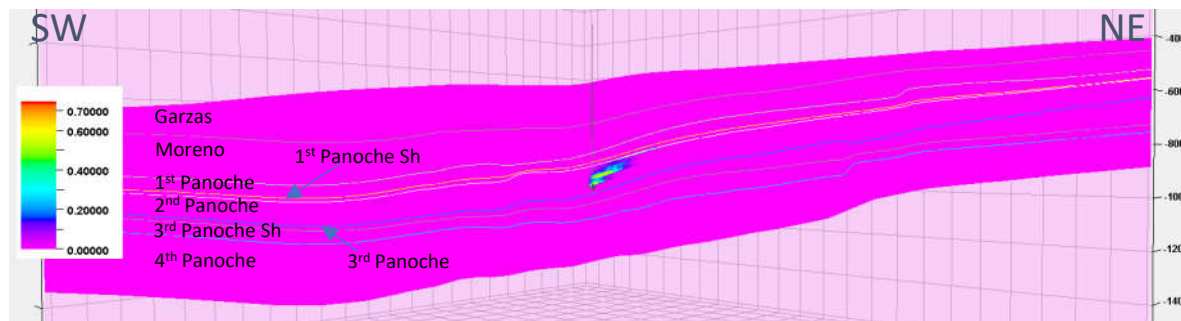 SW
NE
-400
0.70000
0.60000
0.40000
0.20000
0.00000
Garzas
Moreno
1st Panoche Sh
1st Panoche
2nd Panoche
3rd Panoche Sh
3rd Panoche
4th Panoche
-600
-800
-100
-120
-140